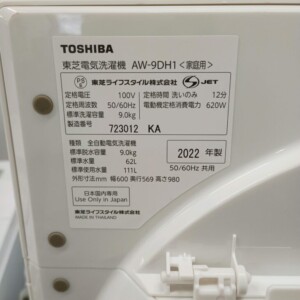 TOSHIBA
東芝電気洗濯機 AW-9DH1<家庭用>
東芝ライフスタイル株式会社 JET
定格電圧 100V 定格時間 洗いのみ 12分
定格周波数 50/60Hz 電動機定格消費電力 620W
標準洗濯容量 9.0kg
製造番号
723012 KA
種類 全自動電気洗濯機
標準脱水容量 9.0kg
標準水量 62L
標準使用水量 111L
2022 年製
50/60Hz 共用
外形寸法mm 幅600 奥行569 高さ980
日本国内専用
Use Only in Japan
東芝ライフスタイル株式会社
MADE IN THAILAND